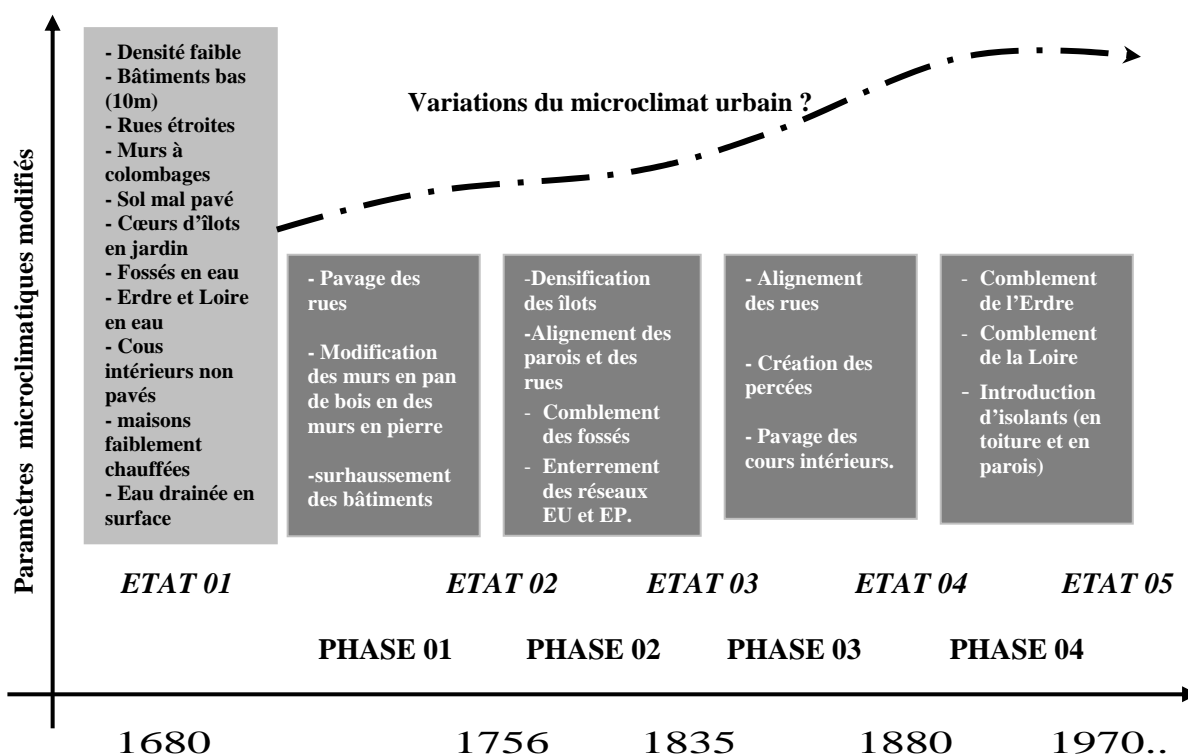 Paramètres microclimatiques modifiés
- Densité faible
- Bâtiments bas
(10m)
- Rues étroites
- Murs à
colombages
- Sol mal pavé
- Cœurs d’îlots
en jardin
- Fossés en eau
- Erdre et Loire
en eau
- Cous
intérieurs non
pavés
- maisons
faiblement
chauffées
- Eau drainée en
surface
Variations du microclimat urbain ?
- Pavage des
rues
- Modification
des murs en pan
de bois en des
murs en pierre
-surhaussement
des bâtiments
-Densification
des îlots
-Alignement des
parois et des
rues
- Comblement
des fossés
- Enterrement
des réseaux
EU et EP.
- Alignement
des rues
- Création des
percées
- Pavage des
cours intérieurs.
- Comblement
de l’Erdre
- Comblement
de la Loire
- Introduction
d’isolants (en
toiture et en
parois)
ETAT 01 ETAT 02 ETAT 03 ETAT 04 ETAT 05
PHASE 01 PHASE 02 PHASE 03 PHASE 04
1680 1756 1835 1880 1970..